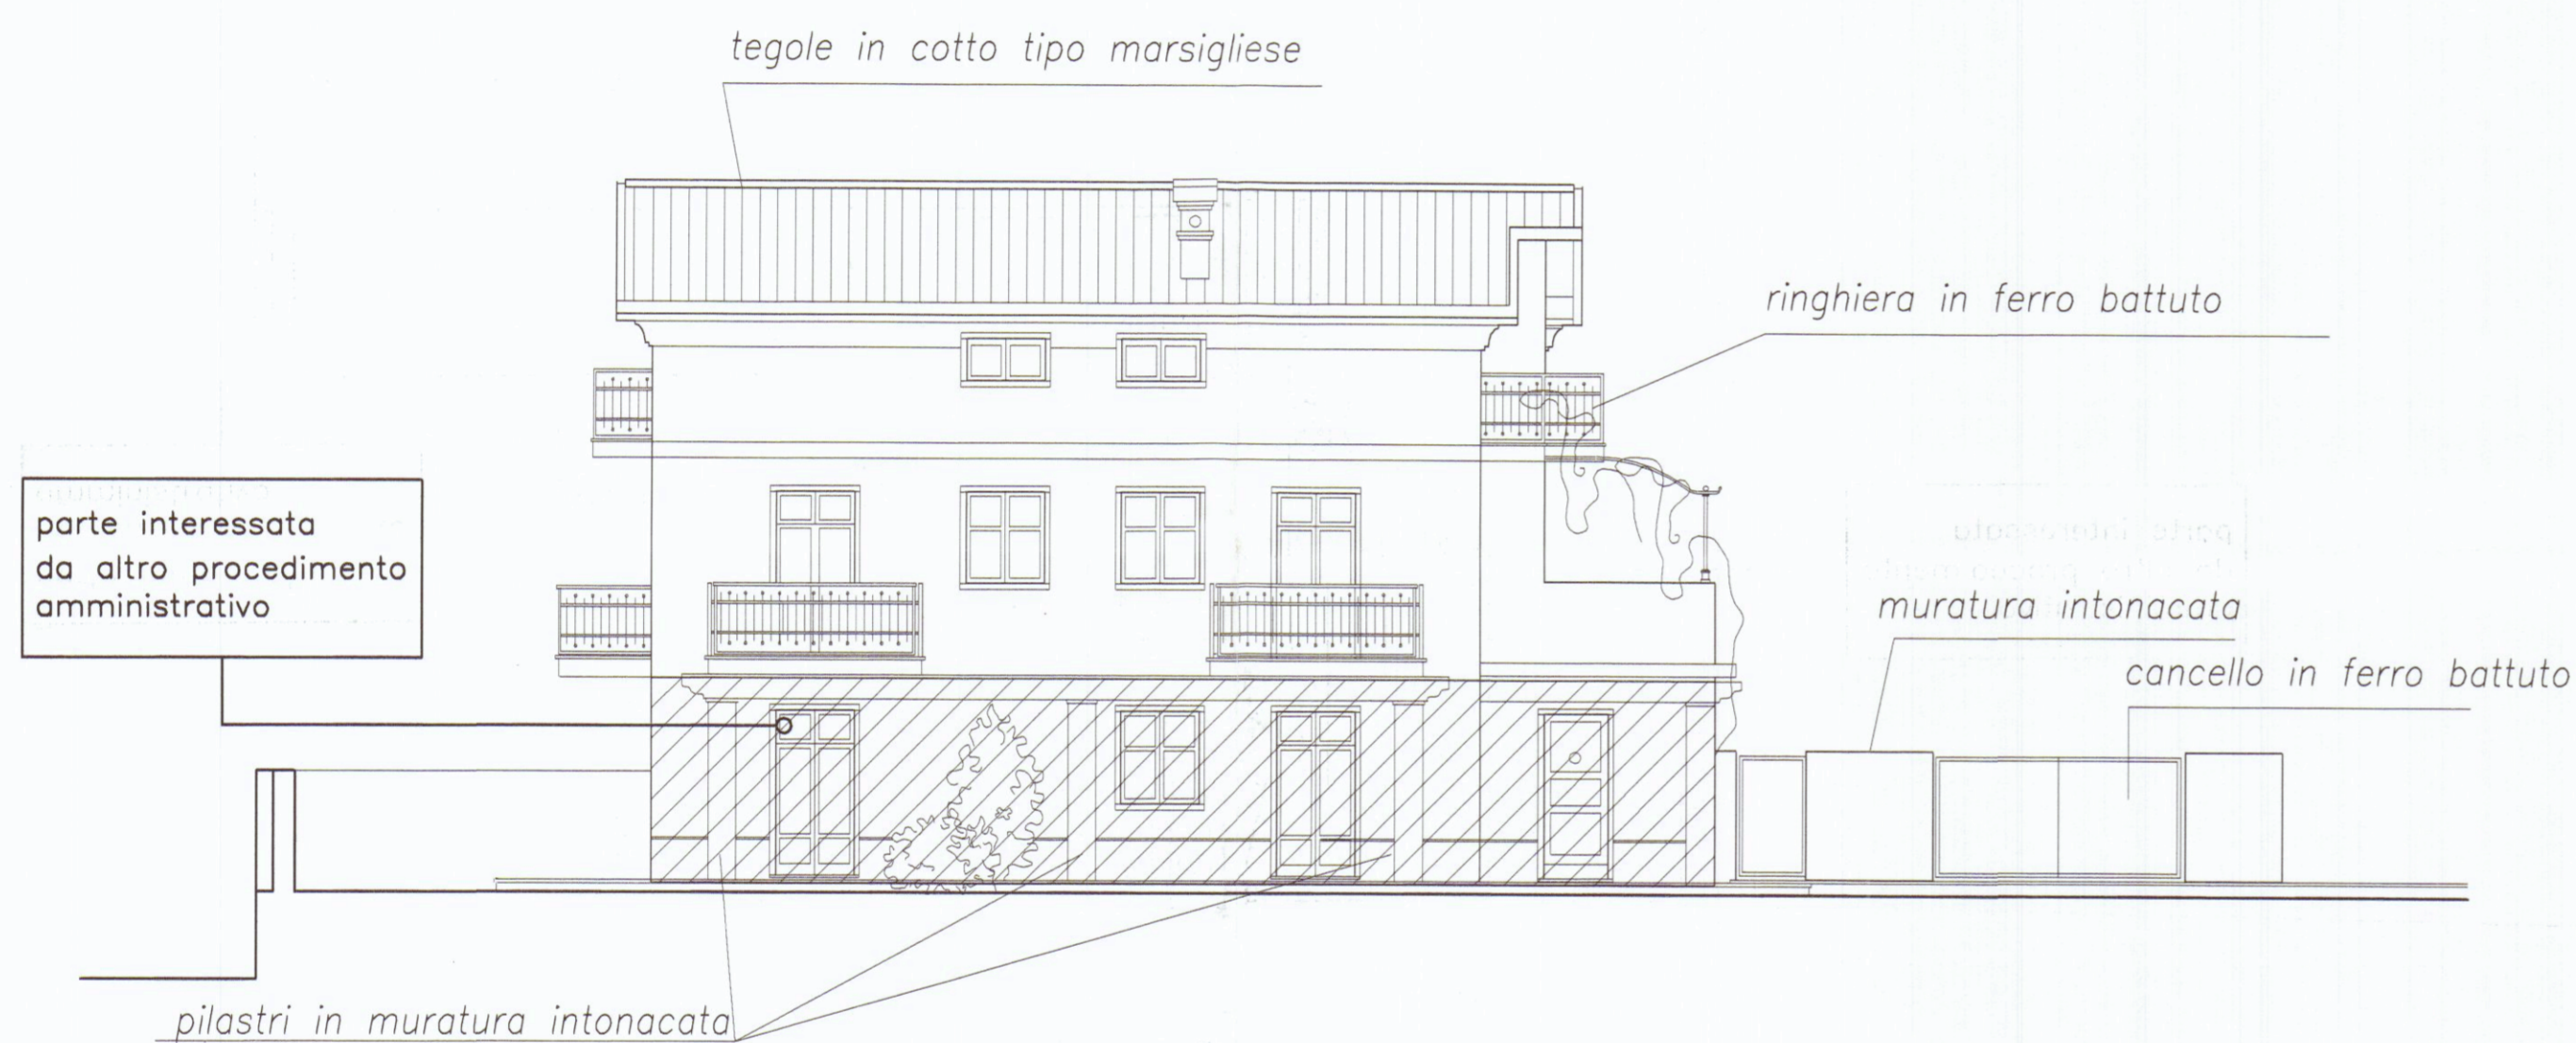 tegole in cotto tipo marsigliese
ringhiera in ferro battuto
parte interessata
da altro procedimento
amministrativo
muratura intonacata
cancello in ferro battuto
pilastri in muratura intonacata